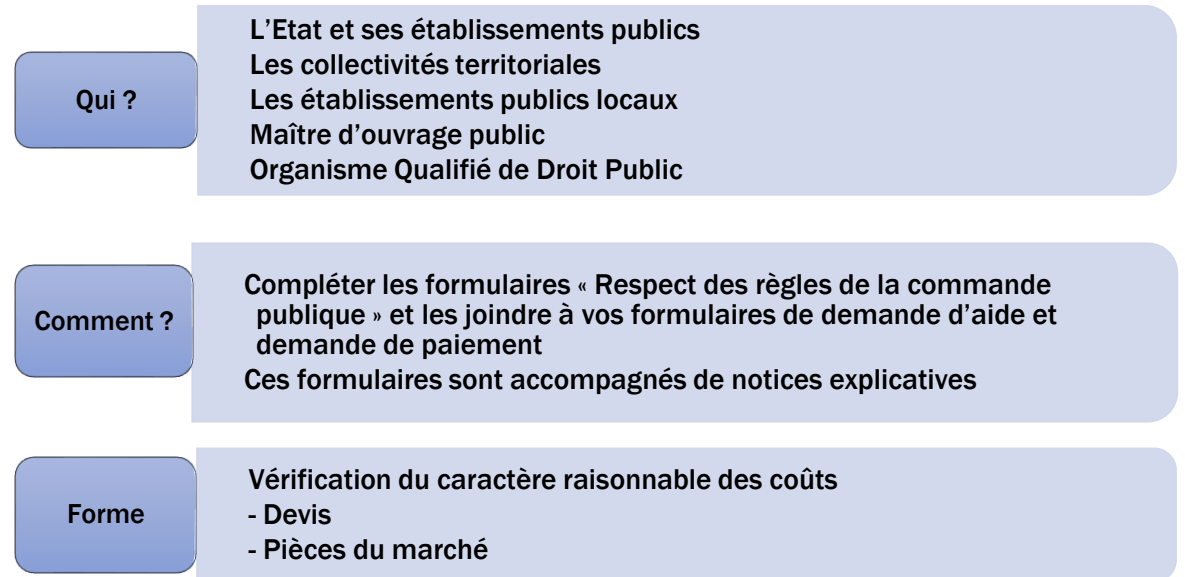 Qui ?
L'Etat et ses établissements publics
Les collectivités territoriales
Les établissements publics locaux
Maître d'ouvrage public
Organisme Qualifié de Droit Public
Comment ?
Compléter les formulaires « Respect des règles de la commande
publique » et les joindre à vos formulaires de demande d'aide et
demande de paiement
Ces formulaires sont accompagnés de notices explicatives
Forme
Vérification du caractère raisonnable des coûts
- Devis
- Pièces du marché